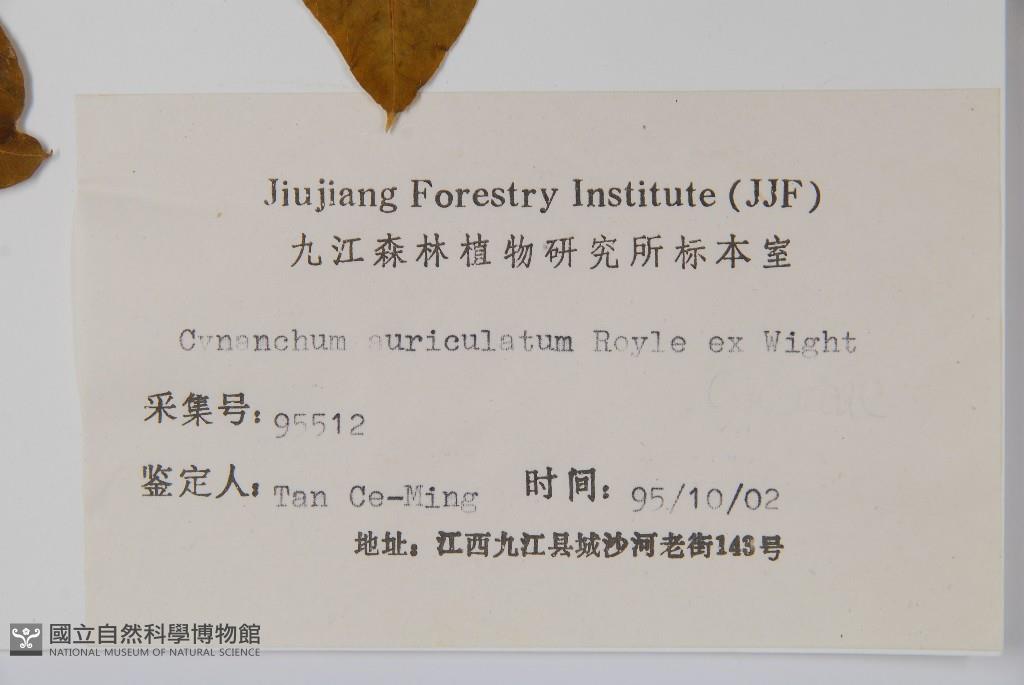 Jiujiang Forestry Institute (JJF)
九江森林植物研究所标本室
Cynanchum auriculatum Royle ex Wight
采集号: 95512
鉴定人: Tan Ce-Ming 时间: 95/10/02
地址: 江西九江县城沙河老街143号
國立自然科學博物館
NATIONAL MUSEUM OF NATURAL SCIENCE